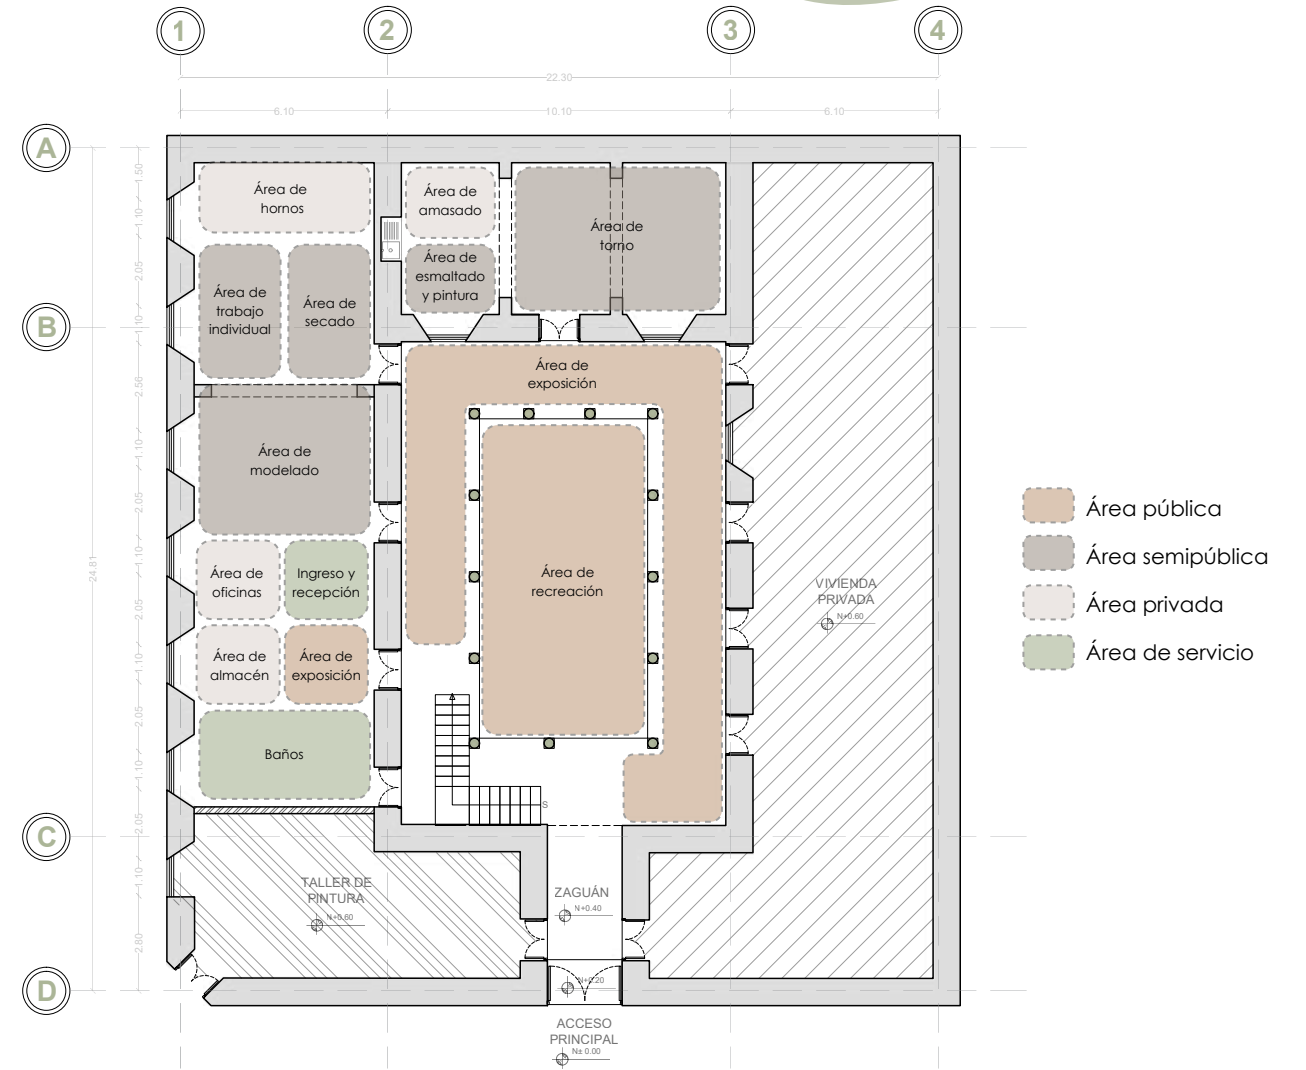 1
2
3
4
22.30
6.10
10.10
6.10
A
B
C
D
1.50
1.10
2.05
1.10
2.56
1.10
2.05
1.10
2.05
1.10
2.05
1.10
2.05
1.10
2.80
24.81
Área de
hornos
Área de
amasado
Área de
torno
Área de
esmaltado
y pintura
Área de
trabajo
individual
Área de
secado
Área de
exposición
Área de
modelado
Área de
oficinas
Ingreso y
recepción
Área de
recreación
Área de
almacén
Área de
exposición
Baños
S
VIVIENDA
PRIVADA
N+0.60
TALLER DE
PINTURA
N+0.60
ZAGUÁN
N+0.40
N+0.20
ACCESO
PRINCIPAL
N± 0.00
Área pública
Área semipública
Área privada
Área de servicio